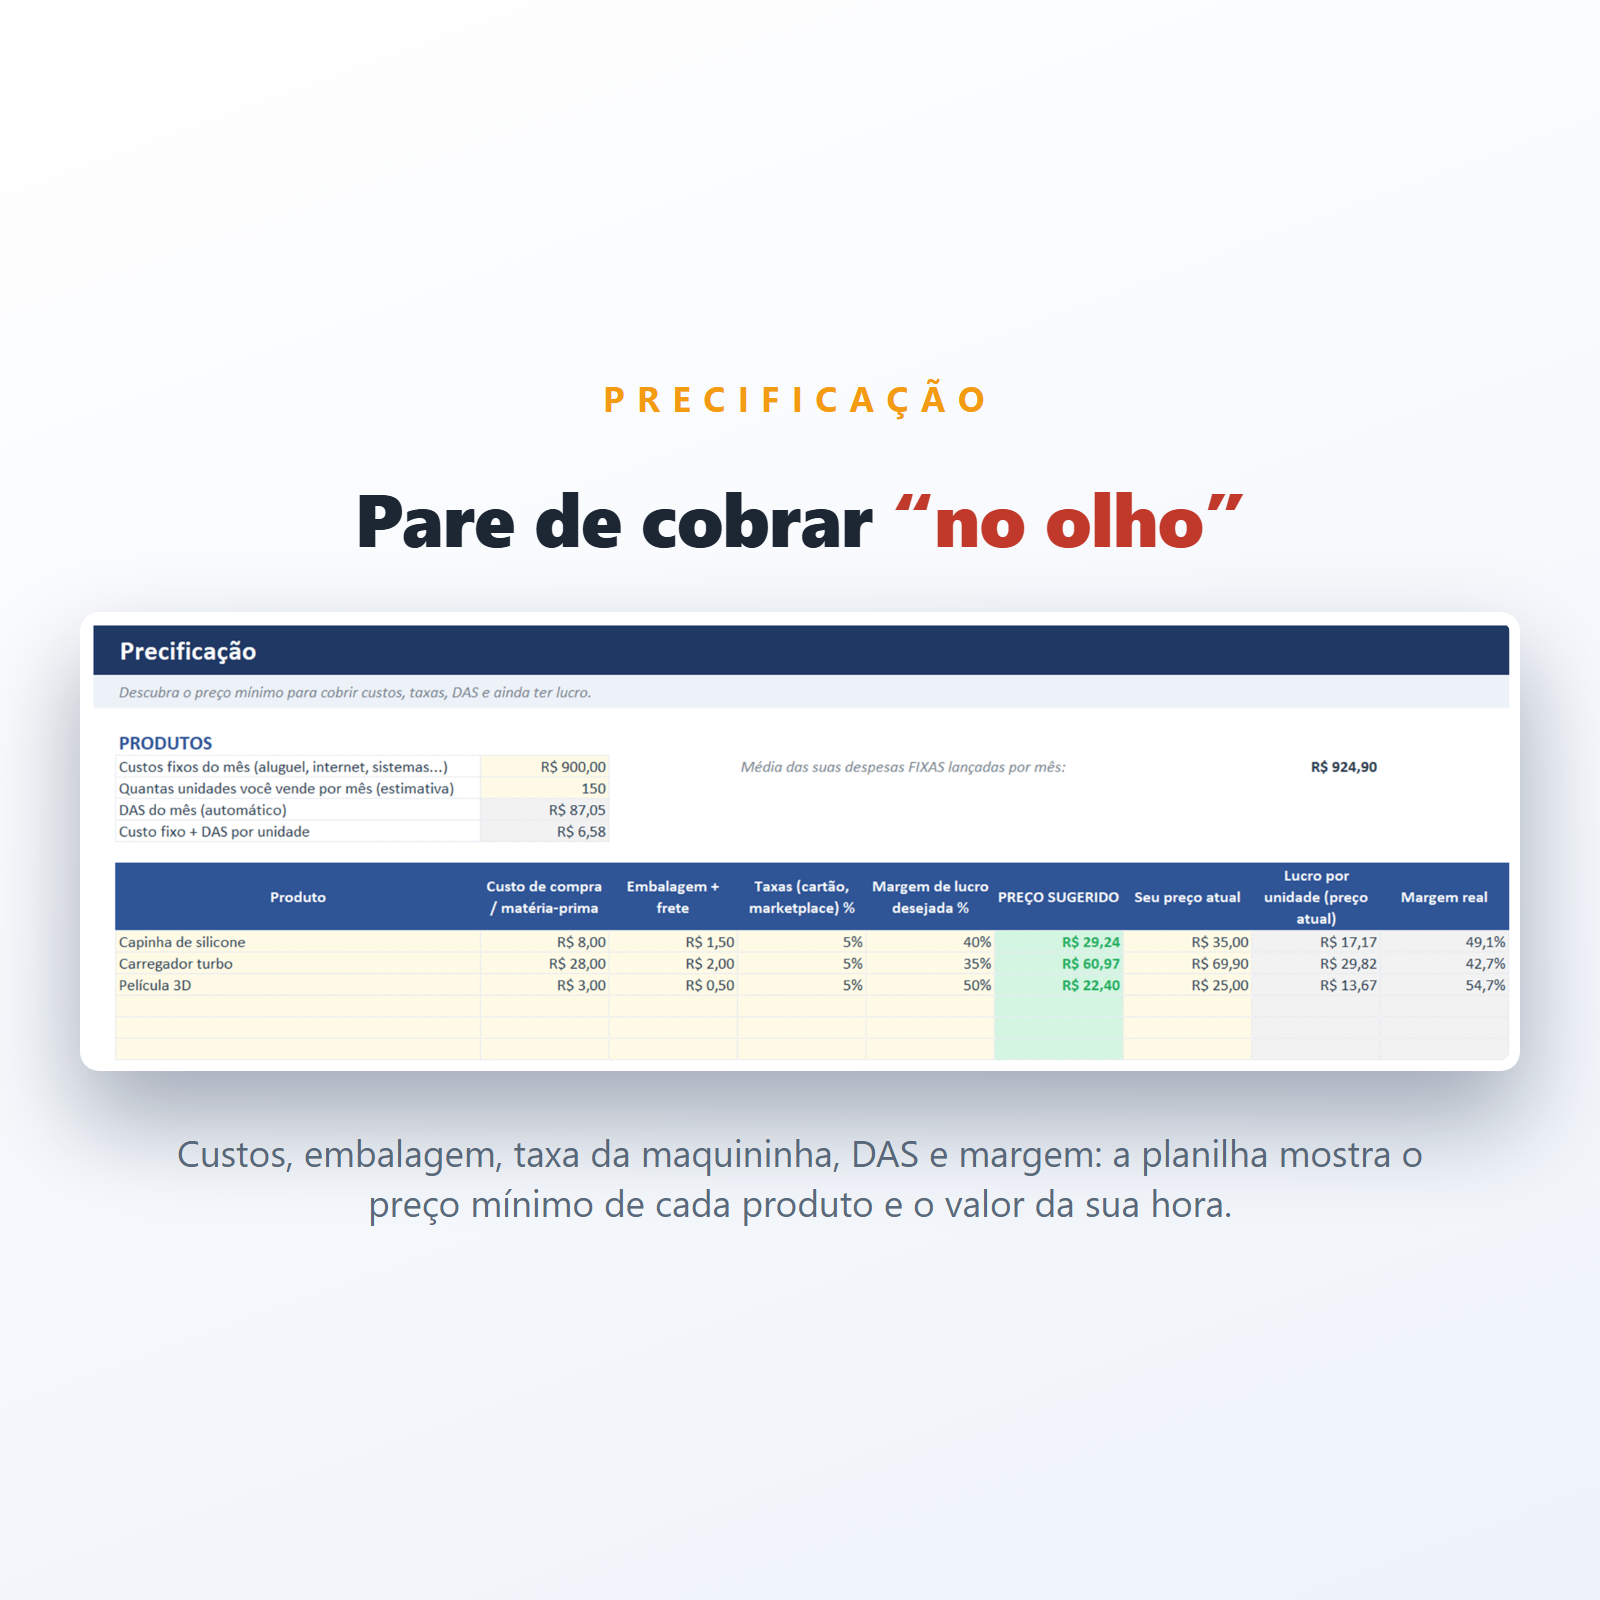 PRECIFICAÇÃO
Pare de cobrar “no olho”
Precificação
Descubra o preço mínimo para cobrir custos, taxas, DAS e ainda ter lucro.
PRODUTOS
Custos fixos do mês (aluguel, internet, sistemas...) R$ 900,00 Média das suas despesas FIXAS lançadas por mês: R$ 924,90
Quantas unidades você vende por mês (estimativa) 150
DAS do mês (automático) R$ 87,05
Custo fixo + DAS por unidade R$ 6,58
Produto Custo de compra / matéria-prima Embalagem + frete Taxas (cartão, marketplace) % Margem de lucro desejada % PREÇO SUGERIDO Seu preço atual Lucro por unidade (preço atual) Margem real
Capinha de silicone R$ 8,00 R$ 1,50 5% 40% R$ 29,24 R$ 35,00 R$ 17,17 49,1%
Carregador turbo R$ 28,00 R$ 2,00 5% 35% R$ 60,97 R$ 69,90 R$ 29,82 42,7%
Película 3D R$ 3,00 R$ 0,50 5% 50% R$ 22,40 R$ 25,00 R$ 13,67 54,7%
Custos, embalagem, taxa da maquininha, DAS e margem: a planilha mostra o
preço mínimo de cada produto e o valor da sua hora.